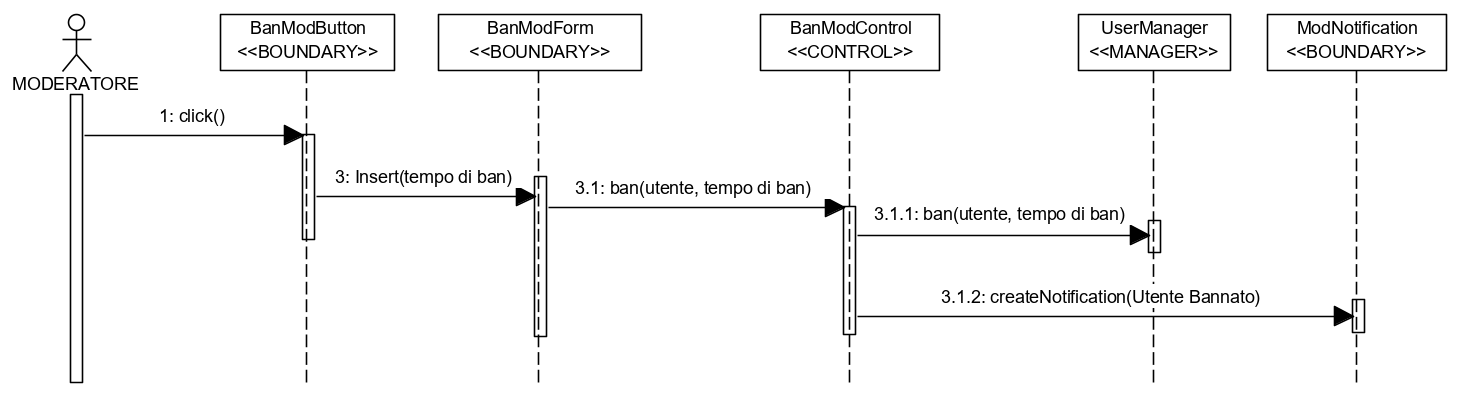 BanModButton
<<BOUNDARY>>
BanModForm
<<BOUNDARY>>
BanModControl
<<CONTROL>>
UserManager
<<MANAGER>>
ModNotification
<<BOUNDARY>>
MODERATORE
1: click()
3: Insert(tempo di ban)
3.1: ban(utente, tempo di ban)
3.1.1: ban(utente, tempo di ban)
3.1.2: createNotification(Utente Bannato)